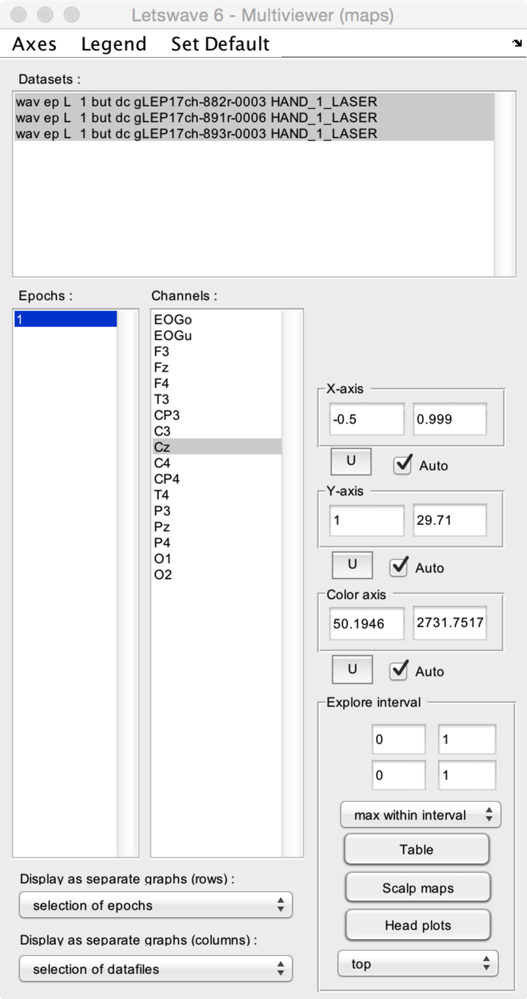 Letswave 6 - Multiviewer (maps)
Axes Legend Set Default
Datasets :
wav ep L  1 but dc gLEP17ch-882r-0003 HAND_1_LASER
wav ep L  1 but dc gLEP17ch-891r-0006 HAND_1_LASER
wav ep L  1 but dc gLEP17ch-893r-0003 HAND_1_LASER
Epochs :
1
Channels :
EOGo
EOGu
F3
Fz
F4
T3
CP3
C3
Cz
C4
CP4
T4
P3
Pz
P4
O1
O2
X-axis
-0.5 0.999
U Auto
Y-axis
1 29.71
U Auto
Color axis
50.1946 2731.7517
U Auto
Explore interval
0 1
0 1
max within interval
Table
Scalp maps
Head plots
top
Display as separate graphs (rows) :
selection of epochs
Display as separate graphs (columns) :
selection of datafiles